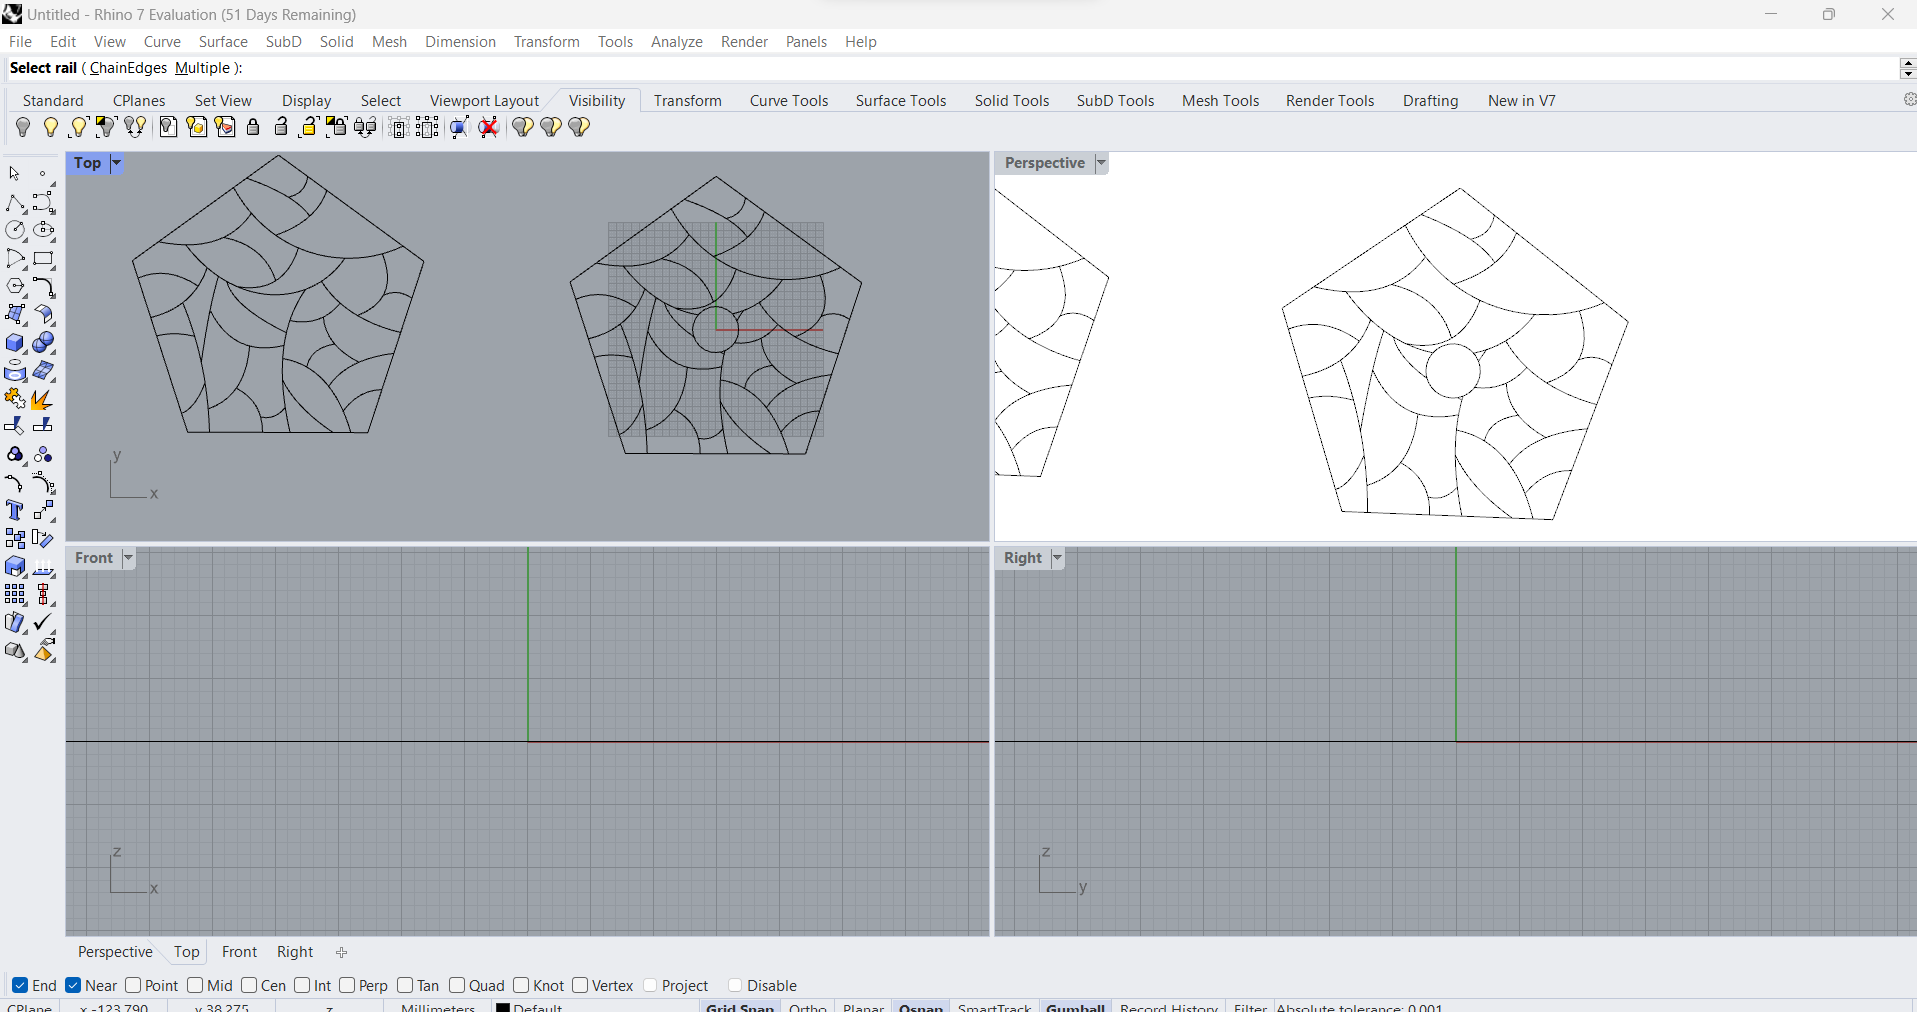 Untitled - Rhino 7 Evaluation (51 Days Remaining)
File Edit View Curve Surface SubD Solid Mesh Dimension Transform Tools Analyze Render Panels Help
Select rail ( ChainEdges Multiple ):
Standard CPlanes Set View Display Select Viewport Layout Visibility Transform Curve Tools Surface Tools Solid Tools SubD Tools Mesh Tools Render Tools Drafting New in V7
Top
Perspective
y
x
Front
Right
z
x
z
y
Perspective Top Front Right
End Near Point Mid Cen Int Perp Tan Quad Knot Vertex Project Disable
CPlane x -123.790 y 38.275 z Millimeters Default Grid Snap Ortho Planar Osnap SmartTrack Gumball Record History Filter Absolute tolerance: 0.001